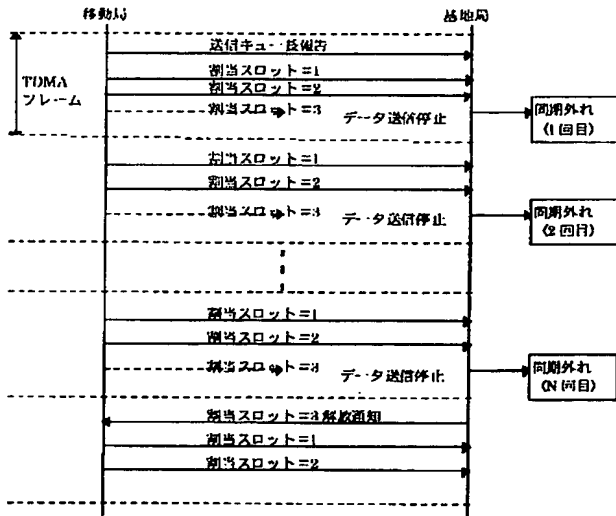 移動局
基地局
送信キュー長報告
割当スロット=1
割当スロット=2
割当スロット=3
データ送信停止
同期外れ
(1回目)
TDMA
フレーム
割当スロット=1
割当スロット=2
割当スロット=3
データ送信停止
同期外れ
(2回目)
割当スロット=1
割当スロット=2
割当スロット=3
データ送信停止
同期外れ
(N回目)
割当スロット=3解放通知
割当スロット=1
割当スロット=2